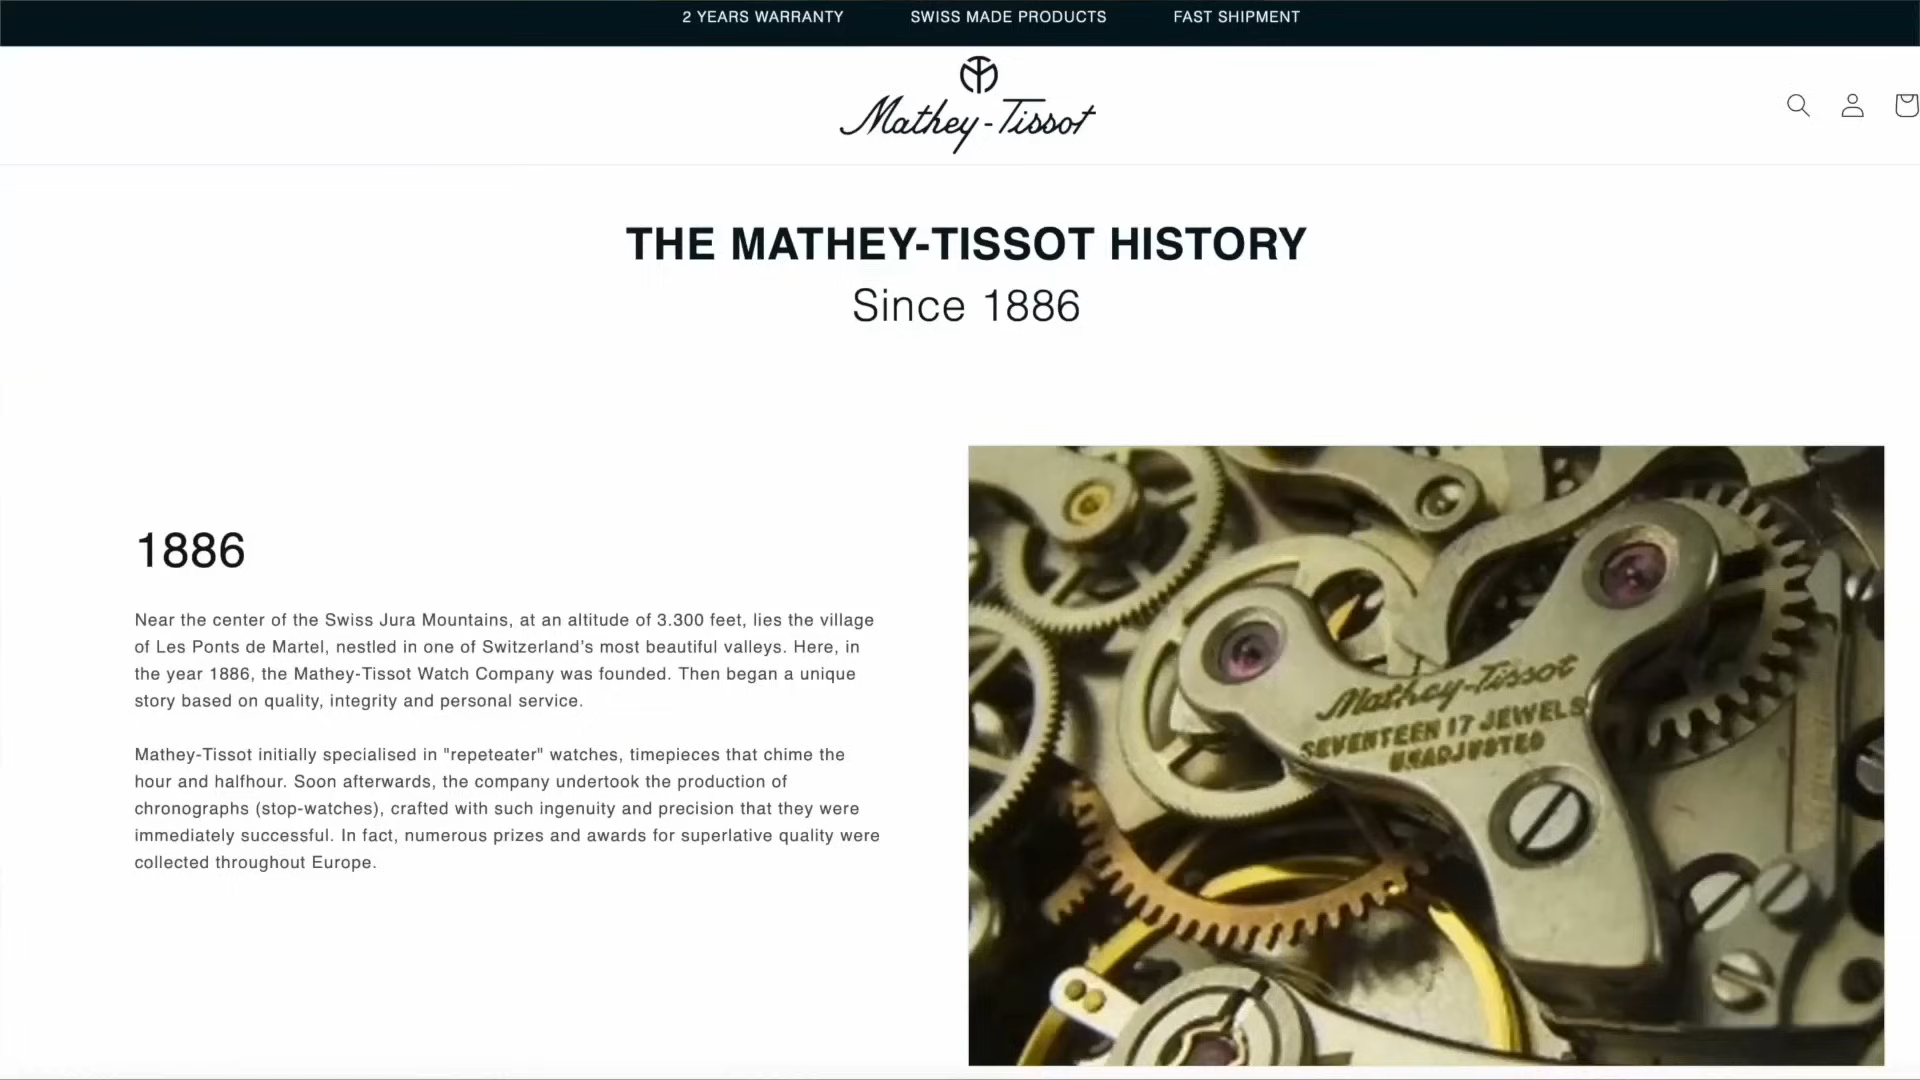 2 YEARS WARRANTY SWISS MADE PRODUCTS FAST SHIPMENT
Mathey-Tissot
THE MATHEY-TISSOT HISTORY
Since 1886
1886
Near the center of the Swiss Jura Mountains, at an altitude of 3.300 feet, lies the village
of Les Ponts de Martel, nestled in one of Switzerland's most beautiful valleys. Here, in
the year 1886, the Mathey-Tissot Watch Company was founded. Then began a unique
story based on quality, integrity and personal service.
Mathey-Tissot initially specialised in "repeteater" watches, timepieces that chime the
hour and halfhour. Soon afterwards, the company undertook the production of
chronographs (stop-watches), crafted with such ingenuity and precision that they were
immediately successful. In fact, numerous prizes and awards for superlative quality were
collected throughout Europe.
Mathey-Tissot
SEVENTEEN 17 JEWELS
UNADJUSTED